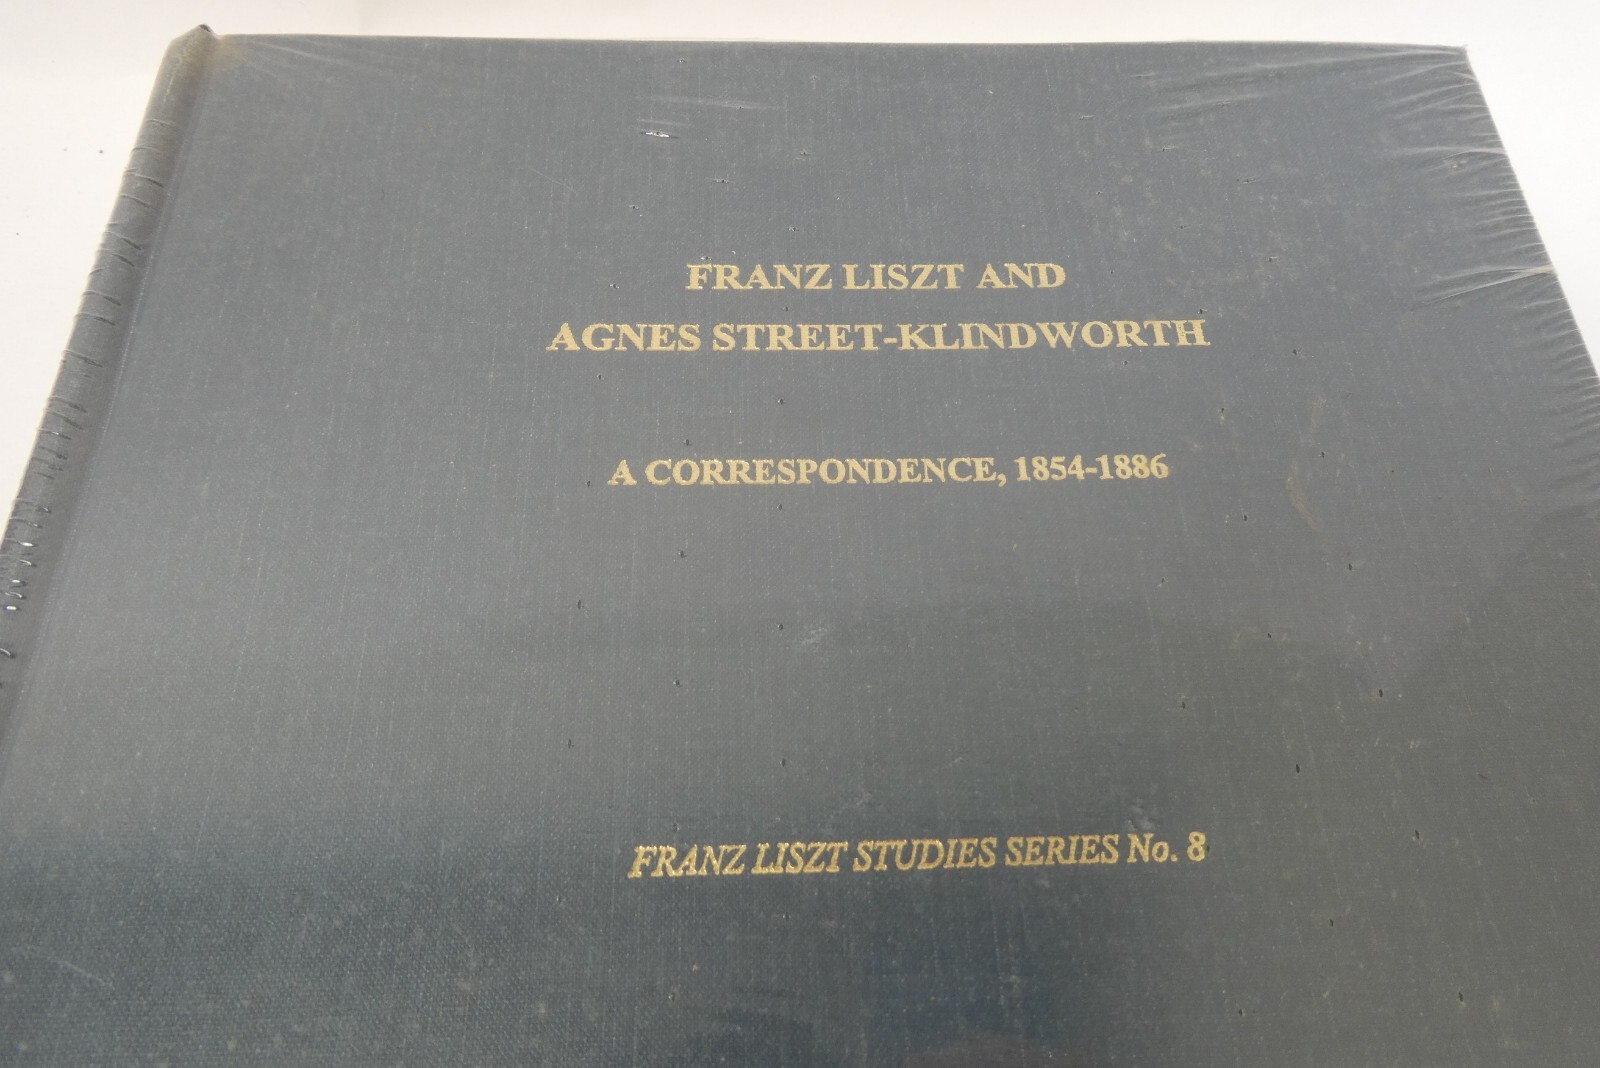 FRANZ LISZT AND
AGNES STREET-KLINDWORTH
A CORRESPONDENCE, 1854-1886
FRANZ LISZT STUDIES SERIES No. 8